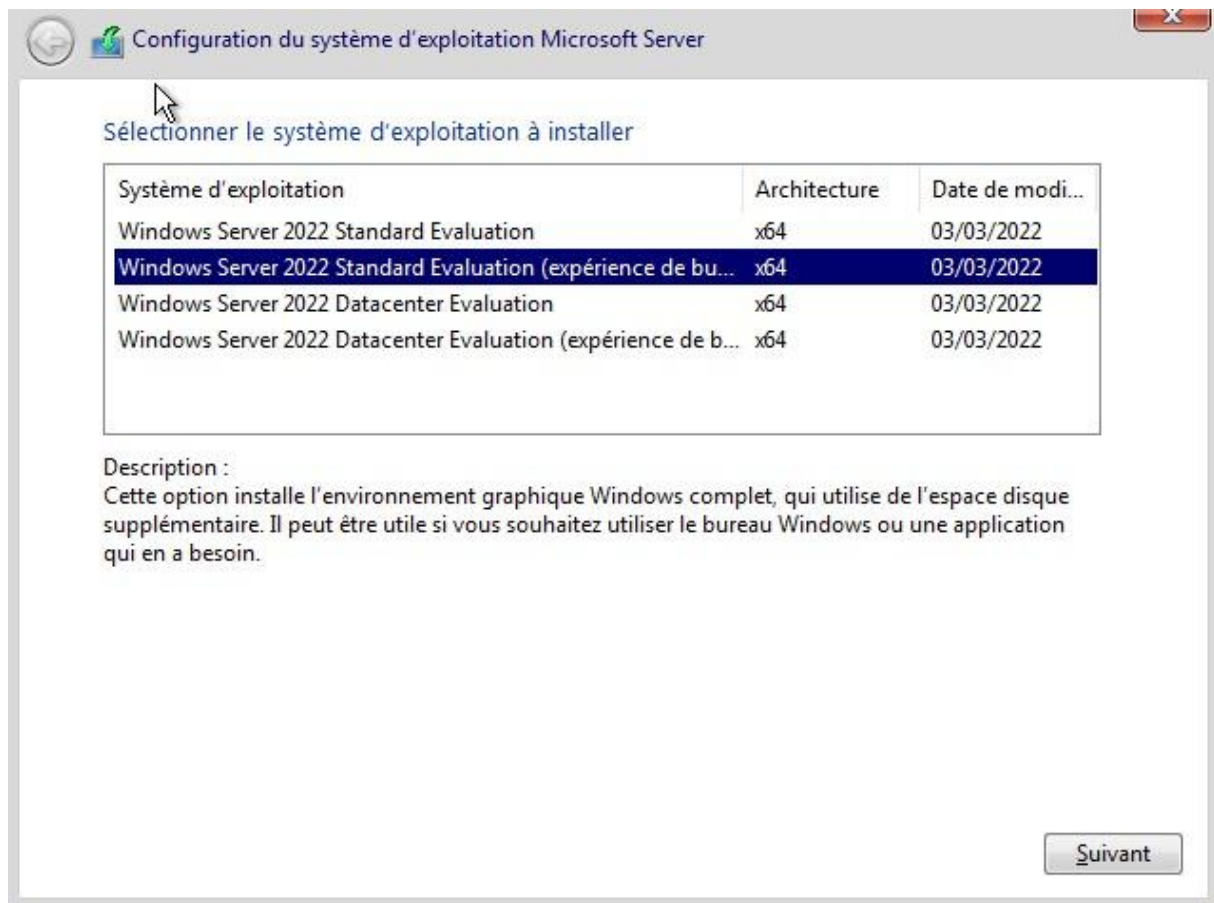 Configuration du système d'exploitation Microsoft Server
Sélectionner le système d'exploitation à installer
Système d'exploitation Architecture Date de modi...
Windows Server 2022 Standard Evaluation x64 03/03/2022
Windows Server 2022 Standard Evaluation (expérience de bu... x64 03/03/2022
Windows Server 2022 Datacenter Evaluation x64 03/03/2022
Windows Server 2022 Datacenter Evaluation (expérience de b... x64 03/03/2022
Description :
Cette option installe l'environnement graphique Windows complet, qui utilise de l'espace disque
supplémentaire. Il peut être utile si vous souhaitez utiliser le bureau Windows ou une application
qui en a besoin.
Suivant